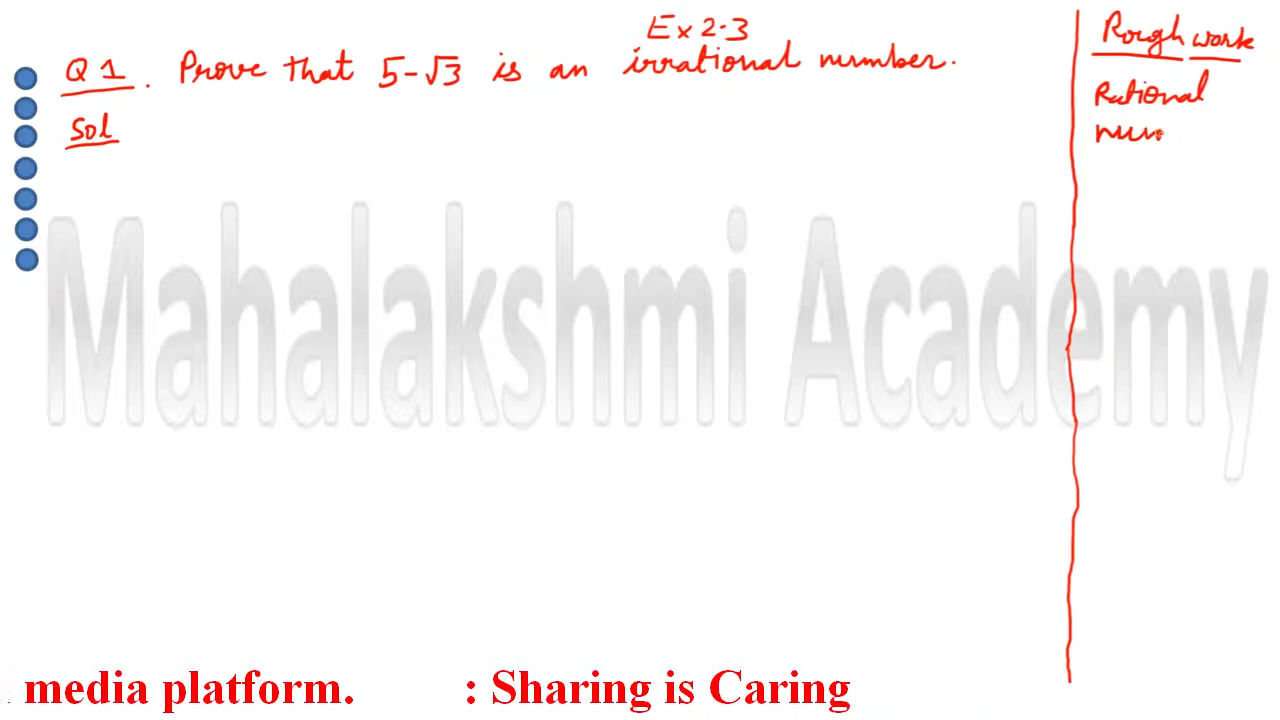 Ex 2.3
Q 1. Prove that 5-√3 is an irrational number.
Sol
Rough work
Rational
num
Mahalakshmi Academy
media platform. : Sharing is Caring